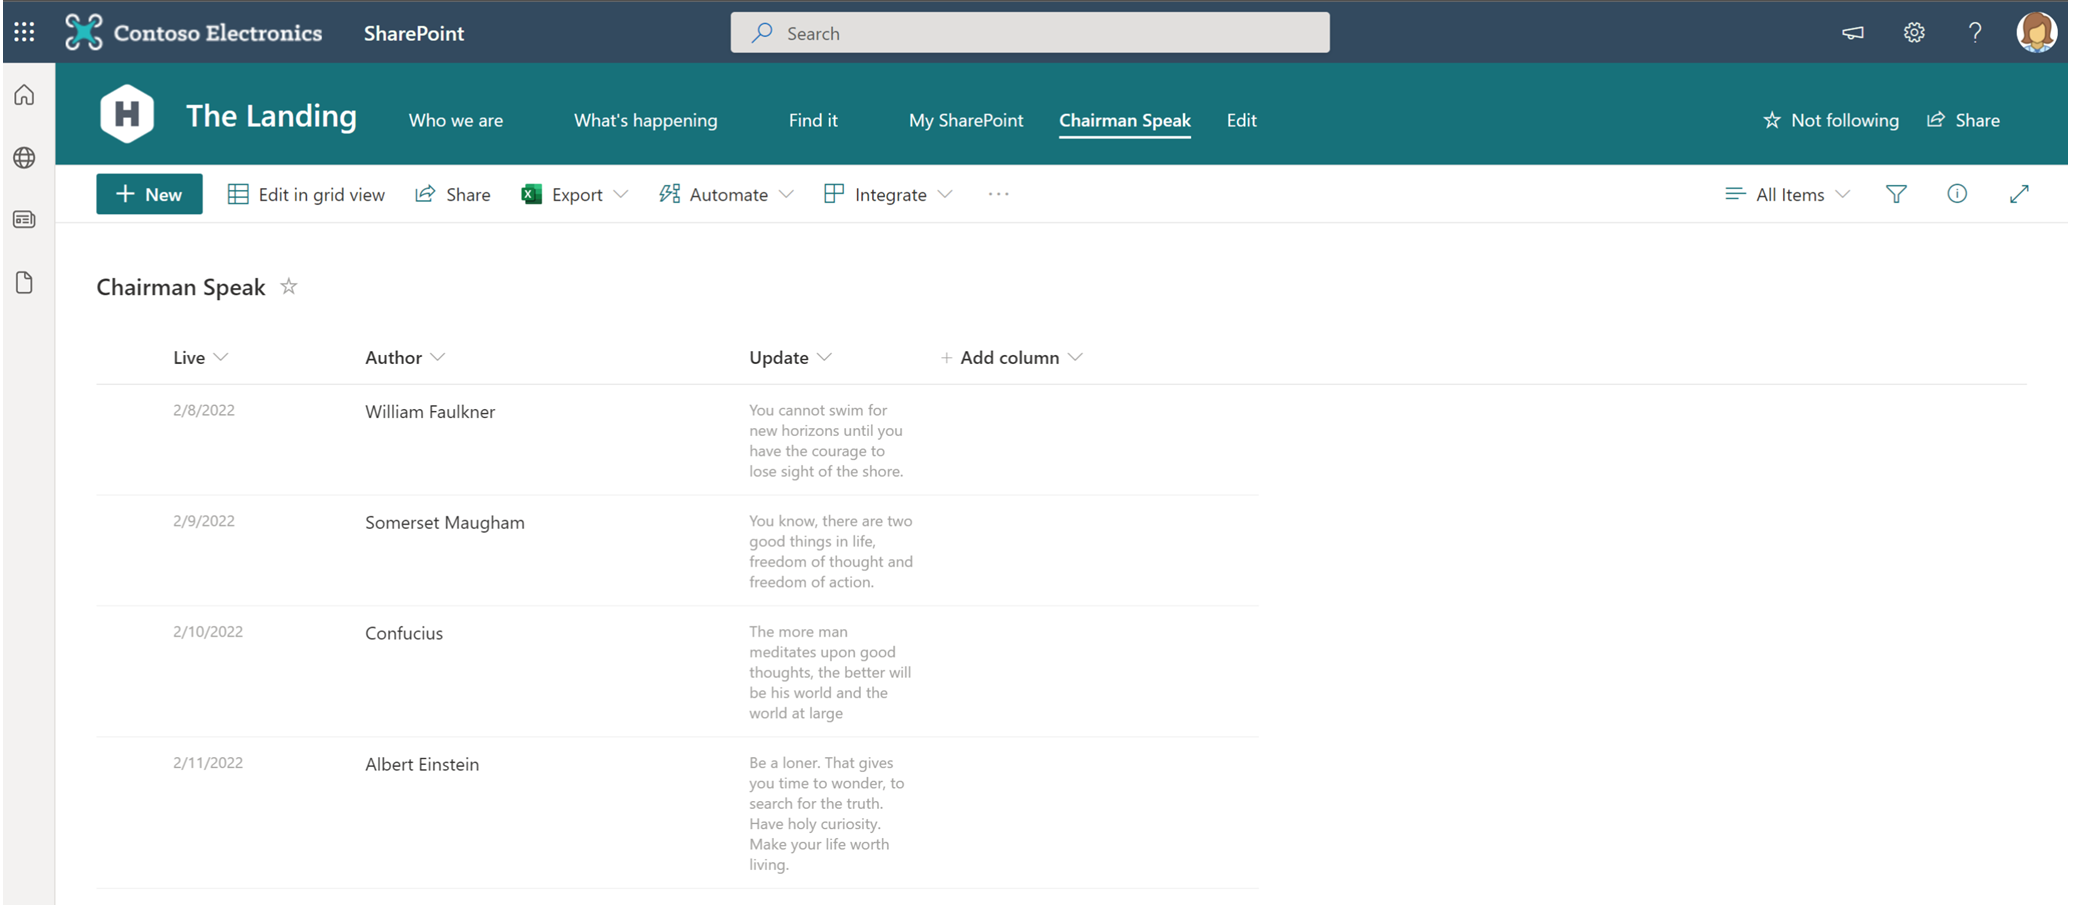 Contoso Electronics SharePoint Search ?
H The Landing Who we are What's happening Find it My SharePoint Chairman Speak Edit Not following Share
+ New Edit in grid view Share Export Automate Integrate ... All Items
Chairman Speak
Live Author Update + Add column
2/8/2022 William Faulkner You cannot swim for
new horizons until you
have the courage to
lose sight of the shore.
2/9/2022 Somerset Maugham You know, there are two
good things in life,
freedom of thought and
freedom of action.
2/10/2022 Confucius The more man
meditates upon good
thoughts, the better will
be his world and the
world at large
2/11/2022 Albert Einstein Be a loner. That gives
you time to wonder, to
search for the truth.
Have holy curiosity.
Make your life worth
living.